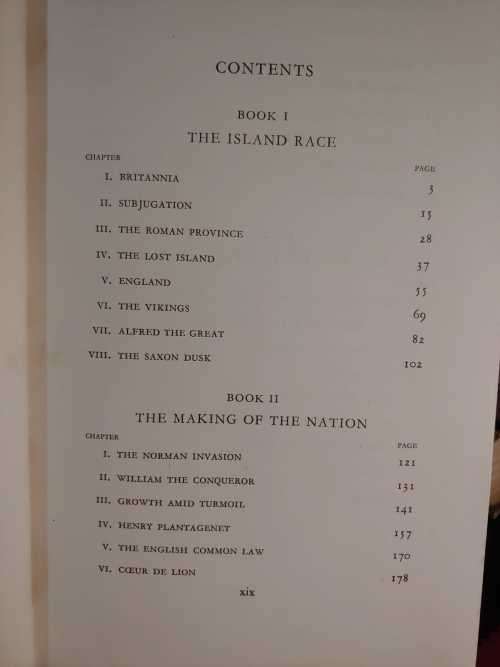 CONTENTS
BOOK I
THE ISLAND RACE
CHAPTER PAGE
I. BRITANNIA 3
II. SUBJUGATION 15
III. THE ROMAN PROVINCE 28
IV. THE LOST ISLAND 37
V. ENGLAND 55
VI. THE VIKINGS 69
VII. ALFRED THE GREAT 82
VIII. THE SAXON DUSK 102
BOOK II
THE MAKING OF THE NATION
CHAPTER PAGE
I. THE NORMAN INVASION 121
II. WILLIAM THE CONQUEROR 131
III. GROWTH AMID TURMOIL 141
IV. HENRY PLANTAGENET 157
V. THE ENGLISH COMMON LAW 170
VI. CŒUR DE LION 178
xix